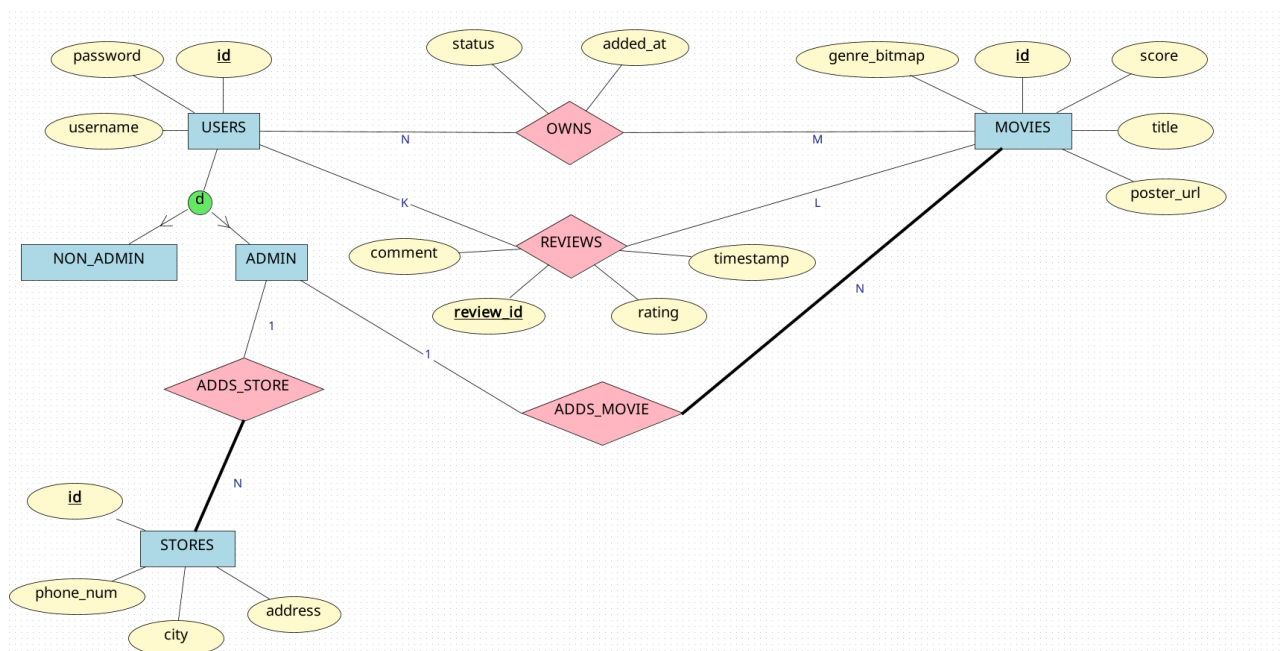 status
added_at
password
id
genre_bitmap
id
score
username
USERS
OWNS
MOVIES
title
N
M
poster_url
d
K
L
REVIEWS
comment
timestamp
NON_ADMIN
ADMIN
review_id
rating
N
1
1
ADDS_STORE
ADDS_MOVIE
N
id
STORES
phone_num
address
city